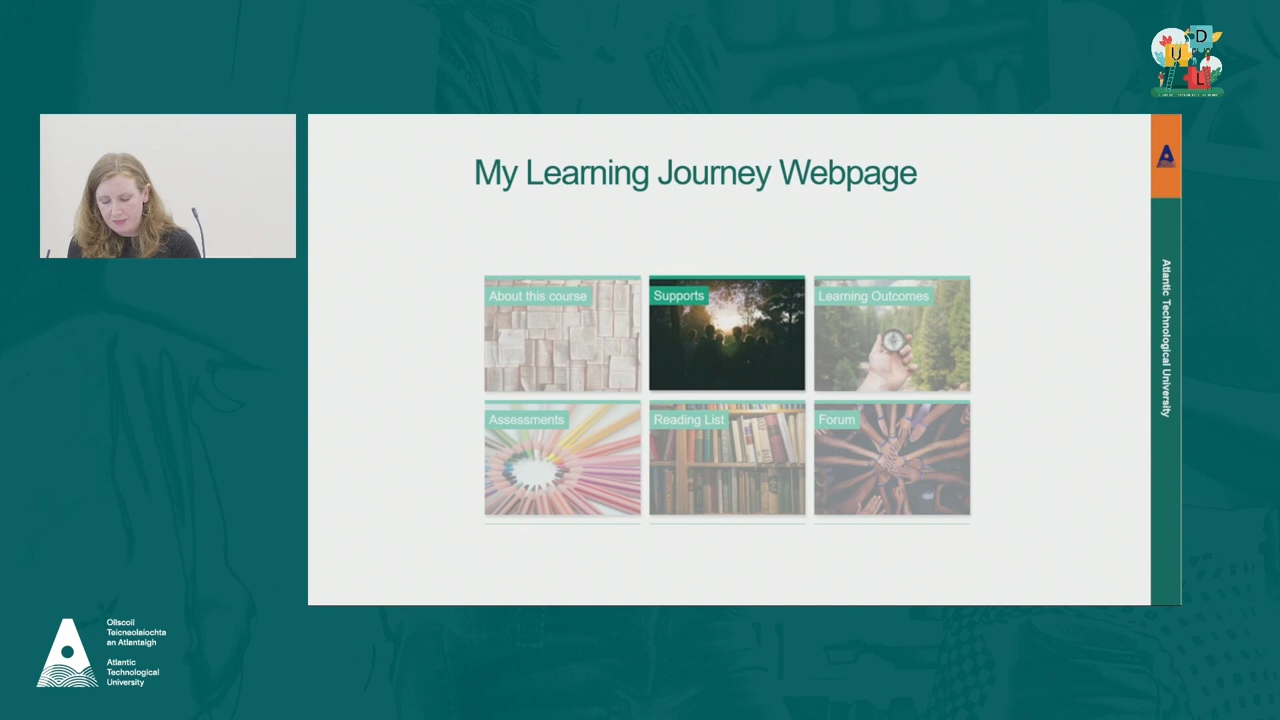 U
D
L
My Learning Journey Webpage
About this course
Supports
Learning Outcomes
Assessments
Reading List
Forum
Atlantic Technological University
Ollscoil
Teicneolaíochta
an Atlantaigh
Atlantic
Technological
University